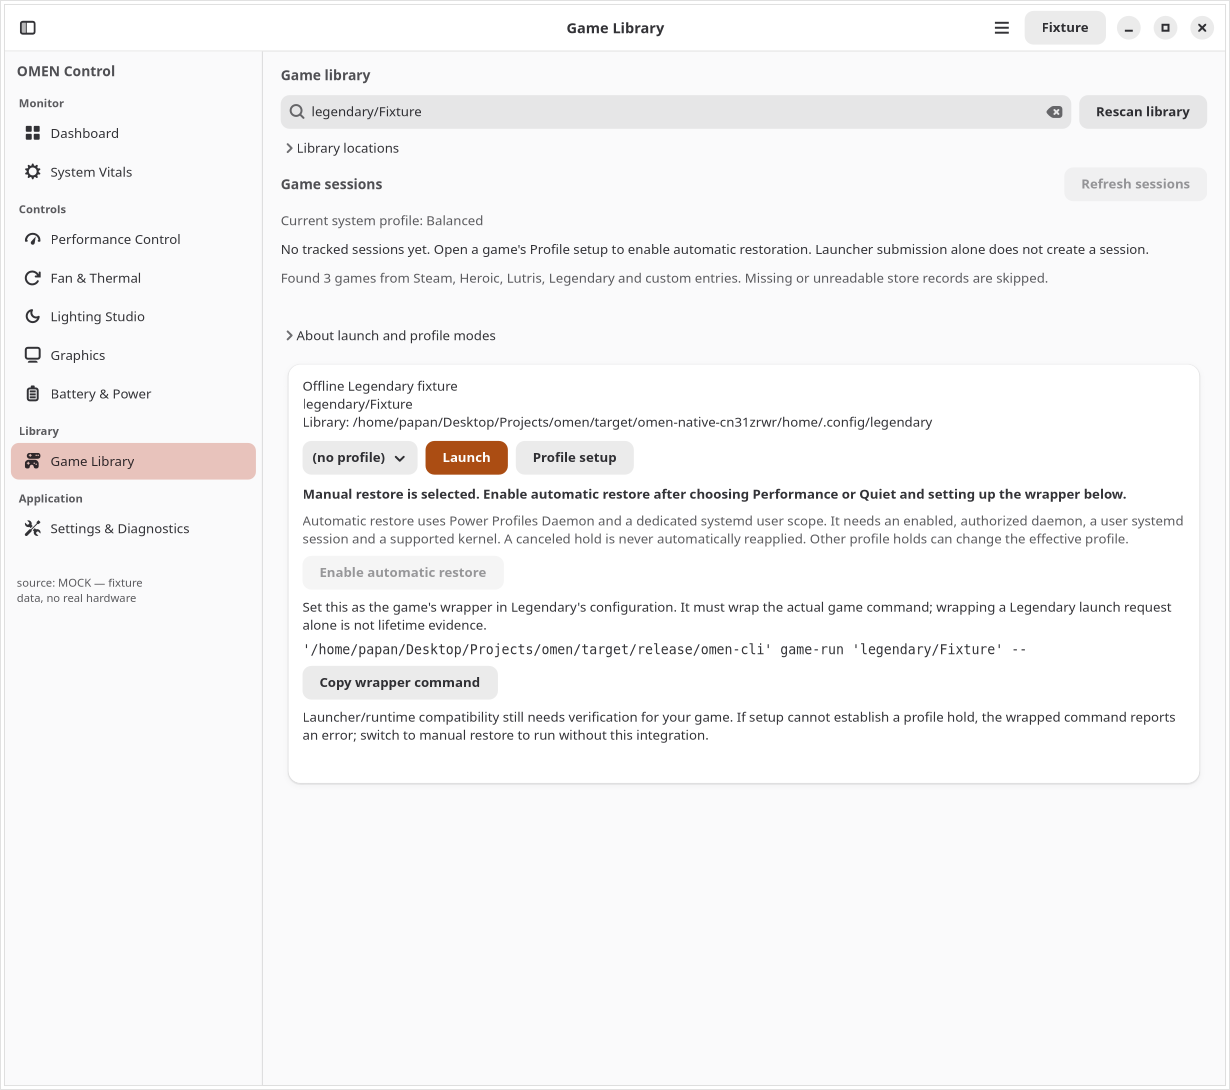 Game Library
Fixture
OMEN Control
Monitor
Dashboard
System Vitals
Controls
Performance Control
Fan & Thermal
Lighting Studio
Graphics
Battery & Power
Library
Game Library
Application
Settings & Diagnostics
source: MOCK — fixture
data, no real hardware
Game library
legendary/Fixture
Rescan library
Library locations
Game sessions
Refresh sessions
Current system profile: Balanced
No tracked sessions yet. Open a game's Profile setup to enable automatic restoration. Launcher submission alone does not create a session.
Found 3 games from Steam, Heroic, Lutris, Legendary and custom entries. Missing or unreadable store records are skipped.
About launch and profile modes
Offline Legendary fixture
legendary/Fixture
Library: /home/papan/Desktop/Projects/omen/target/omen-native-cn31zrwr/home/.config/legendary
(no profile)
Launch
Profile setup
Manual restore is selected. Enable automatic restore after choosing Performance or Quiet and setting up the wrapper below.
Automatic restore uses Power Profiles Daemon and a dedicated systemd user scope. It needs an enabled, authorized daemon, a user systemd
session and a supported kernel. A canceled hold is never automatically reapplied. Other profile holds can change the effective profile.
Enable automatic restore
Set this as the game's wrapper in Legendary's configuration. It must wrap the actual game command; wrapping a Legendary launch request
alone is not lifetime evidence.
'/home/papan/Desktop/Projects/omen/target/release/omen-cli' game-run 'legendary/Fixture' --
Copy wrapper command
Launcher/runtime compatibility still needs verification for your game. If setup cannot establish a profile hold, the wrapped command reports
an error; switch to manual restore to run without this integration.